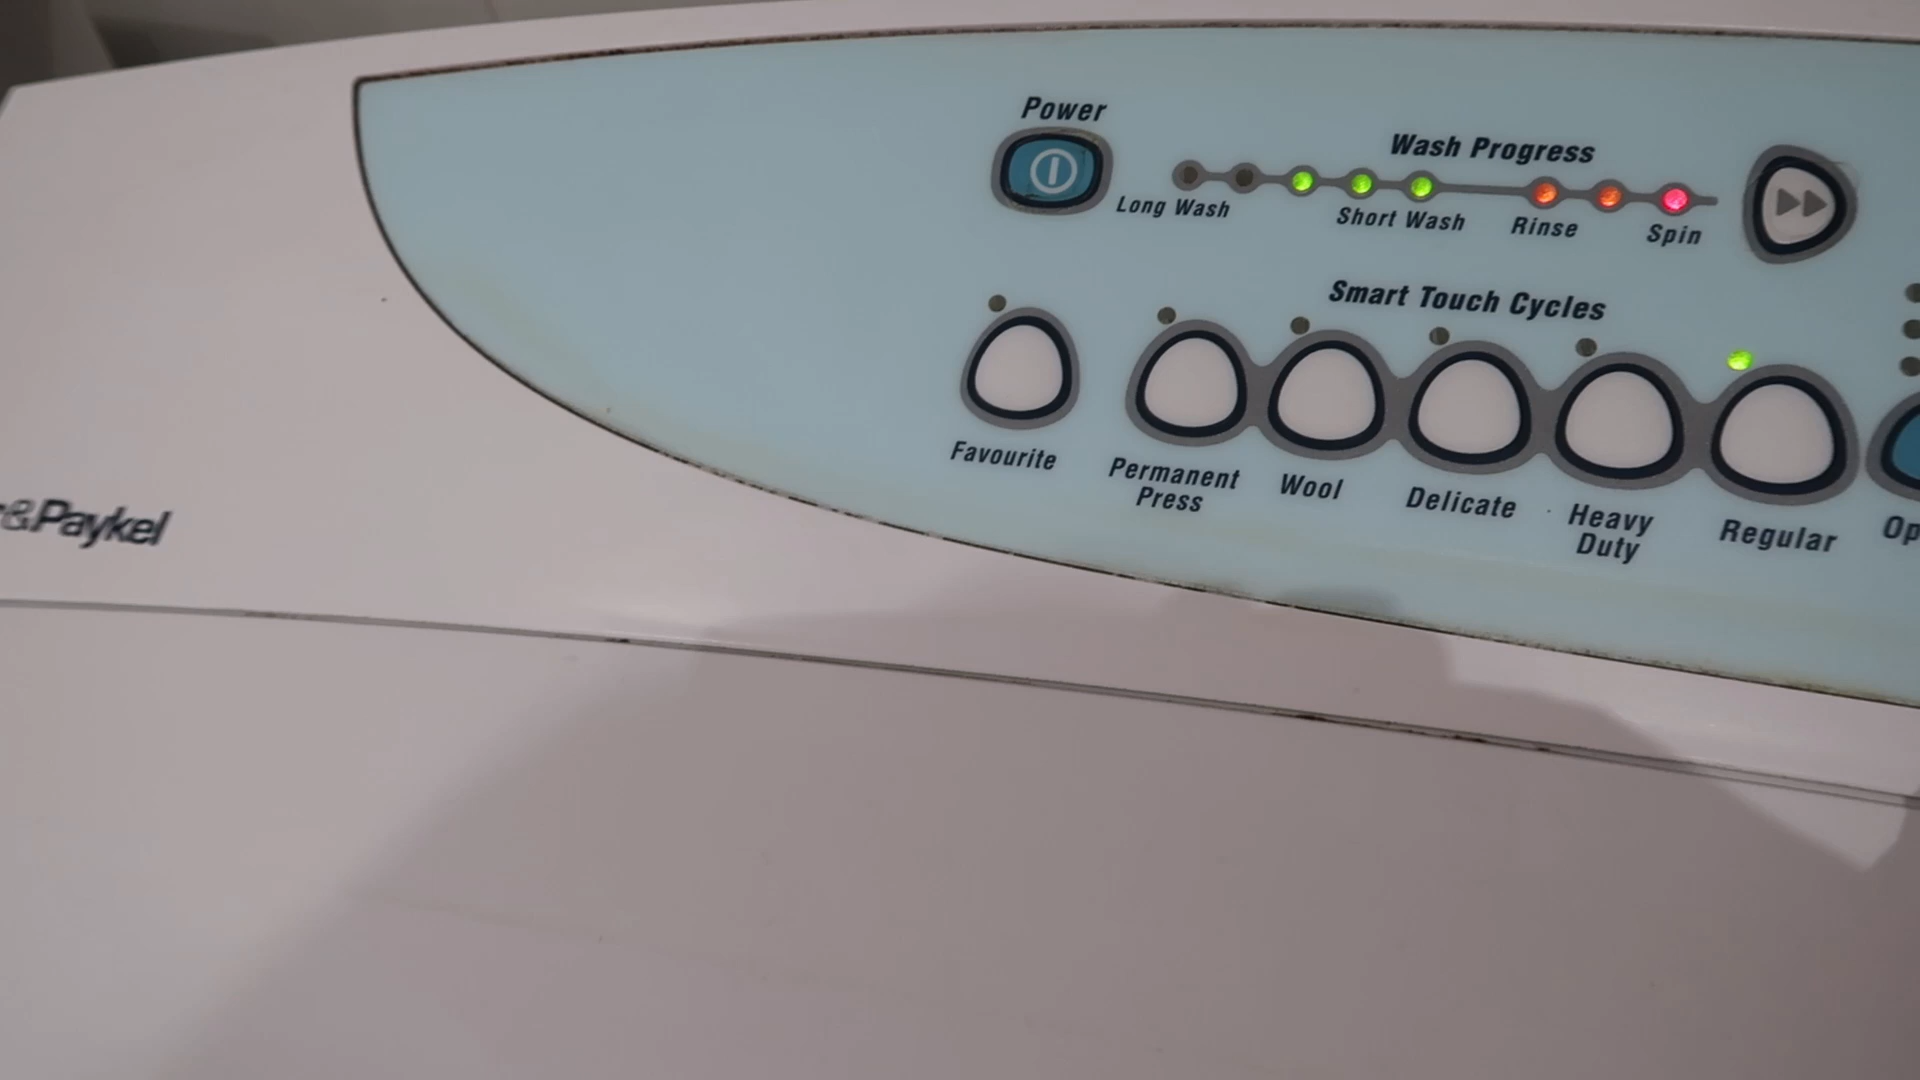 Power
Wash Progress
Long Wash
Short Wash
Rinse
Spin
Smart Touch Cycles
Favourite
Permanent
Press
Wool
Delicate
Heavy
Duty
Regular
&Paykel